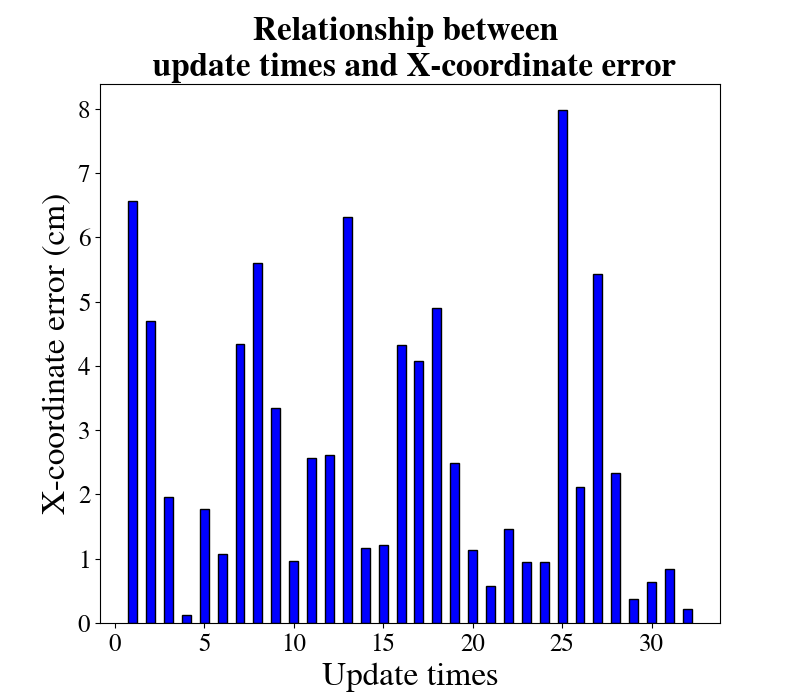 Relationship between
update times and X-coordinate error
8
7
6
5
4
3
2
1
0
X-coordinate error (cm)
0 5 10 15 20 25 30
Update times